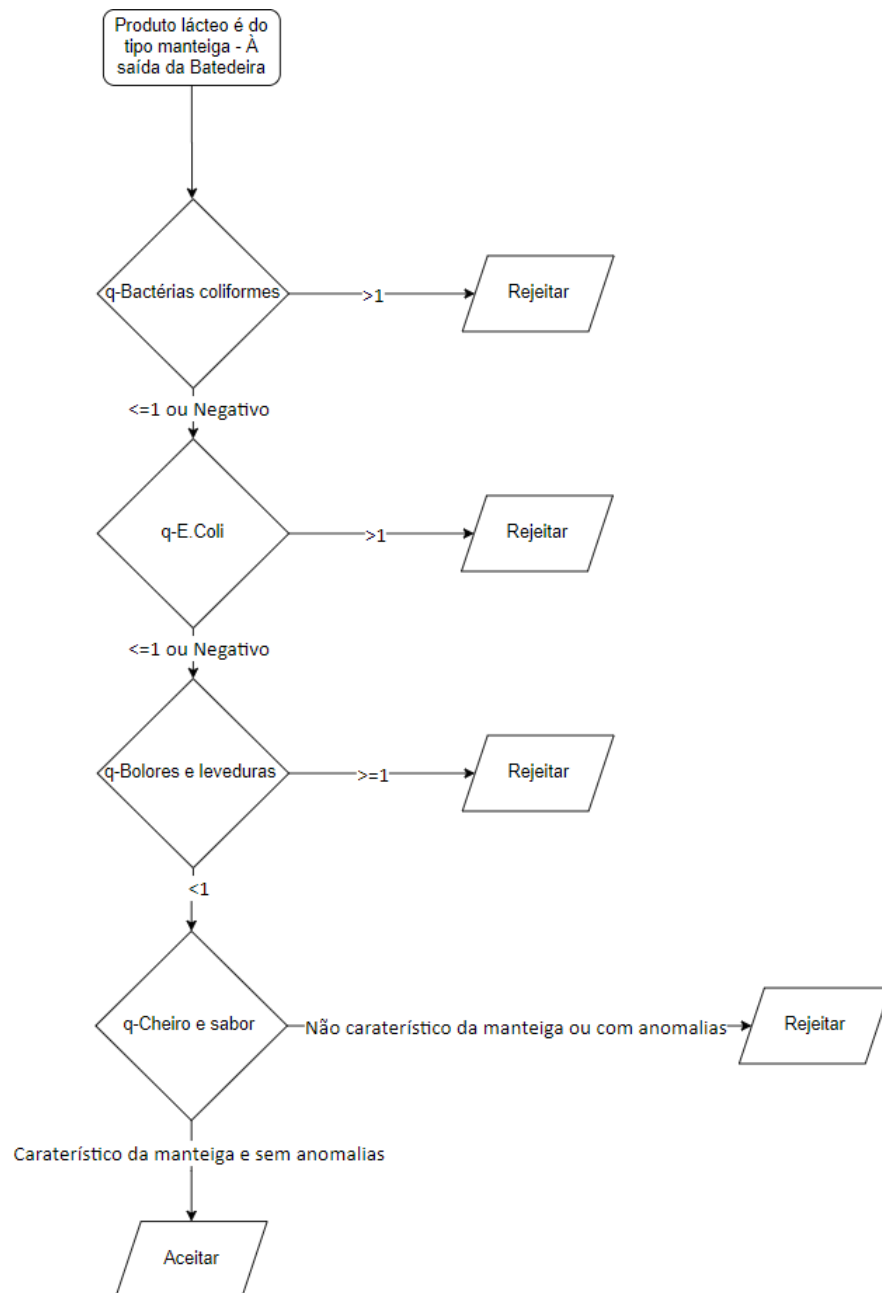 Produto lácteo é do
tipo manteiga - À
saída da Batedeira
q-Bactérias coliformes
>1
Rejeitar
<=1 ou Negativo
q-E.Coli
>1
Rejeitar
<=1 ou Negativo
q-Bolores e leveduras
>=1
Rejeitar
<1
q-Cheiro e sabor
Não caraterístico da manteiga ou com anomalias
Rejeitar
Caraterístico da manteiga e sem anomalias
Aceitar